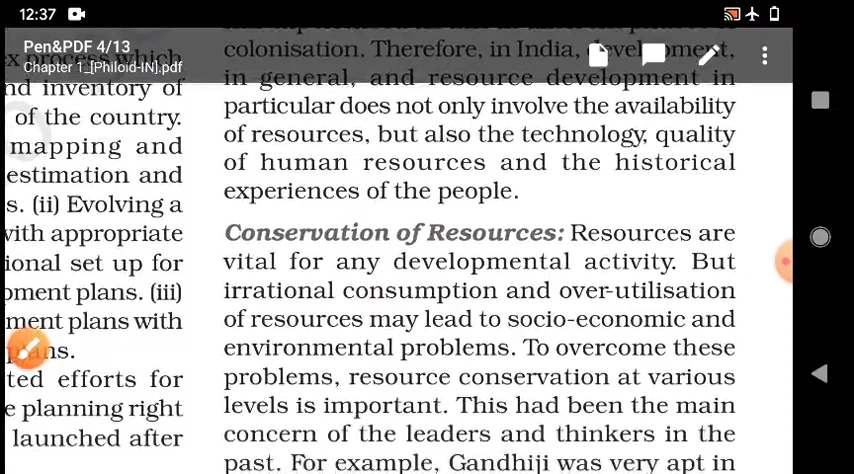 12:37
Pen&PDF 4/13
Chapter 1_[Philoid-IN].pdf
ex process which
nd inventory of
of the country.
mapping and
estimation and
s. (ii) Evolving a
with appropriate
ional set up for
pment plans. (iii)
ment plans with
plans.
ted efforts for
e planning right
launched after
colonisation. Therefore, in India, development,
in general, and resource development in
particular does not only involve the availability
of resources, but also the technology, quality
of human resources and the historical
experiences of the people.
Conservation of Resources: Resources are
vital for any developmental activity. But
irrational consumption and over-utilisation
of resources may lead to socio-economic and
environmental problems. To overcome these
problems, resource conservation at various
levels is important. This had been the main
concern of the leaders and thinkers in the
past. For example, Gandhiji was very apt in